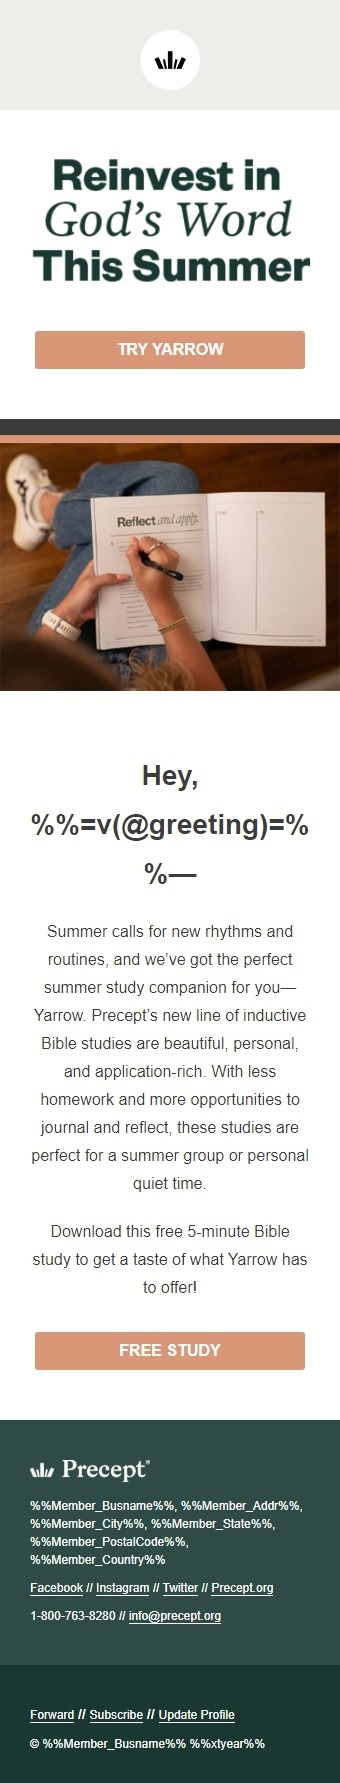 Reinvest in
God's Word
This Summer
TRY YARROW
Reflect and apply.
Hey,
%%=v(@greeting)=%
%—
Summer calls for new rhythms and
routines, and we've got the perfect
summer study companion for you—
Yarrow. Precept's new line of inductive
Bible studies are beautiful, personal,
and application-rich. With less
homework and more opportunities to
journal and reflect, these studies are
perfect for a summer group or personal
quiet time.
Download this free 5-minute Bible
study to get a taste of what Yarrow has
to offer!
FREE STUDY
Precept®
%%Member_Busname%%, %%Member_Addr%%,
%%Member_City%%, %%Member_State%%,
%%Member_PostalCode%%,
%%Member_Country%%
Facebook // Instagram // Twitter // Precept.org
1-800-763-8280 // info@precept.org
Forward // Subscribe // Update Profile
© %%Member_Busname%% %%xtyear%%